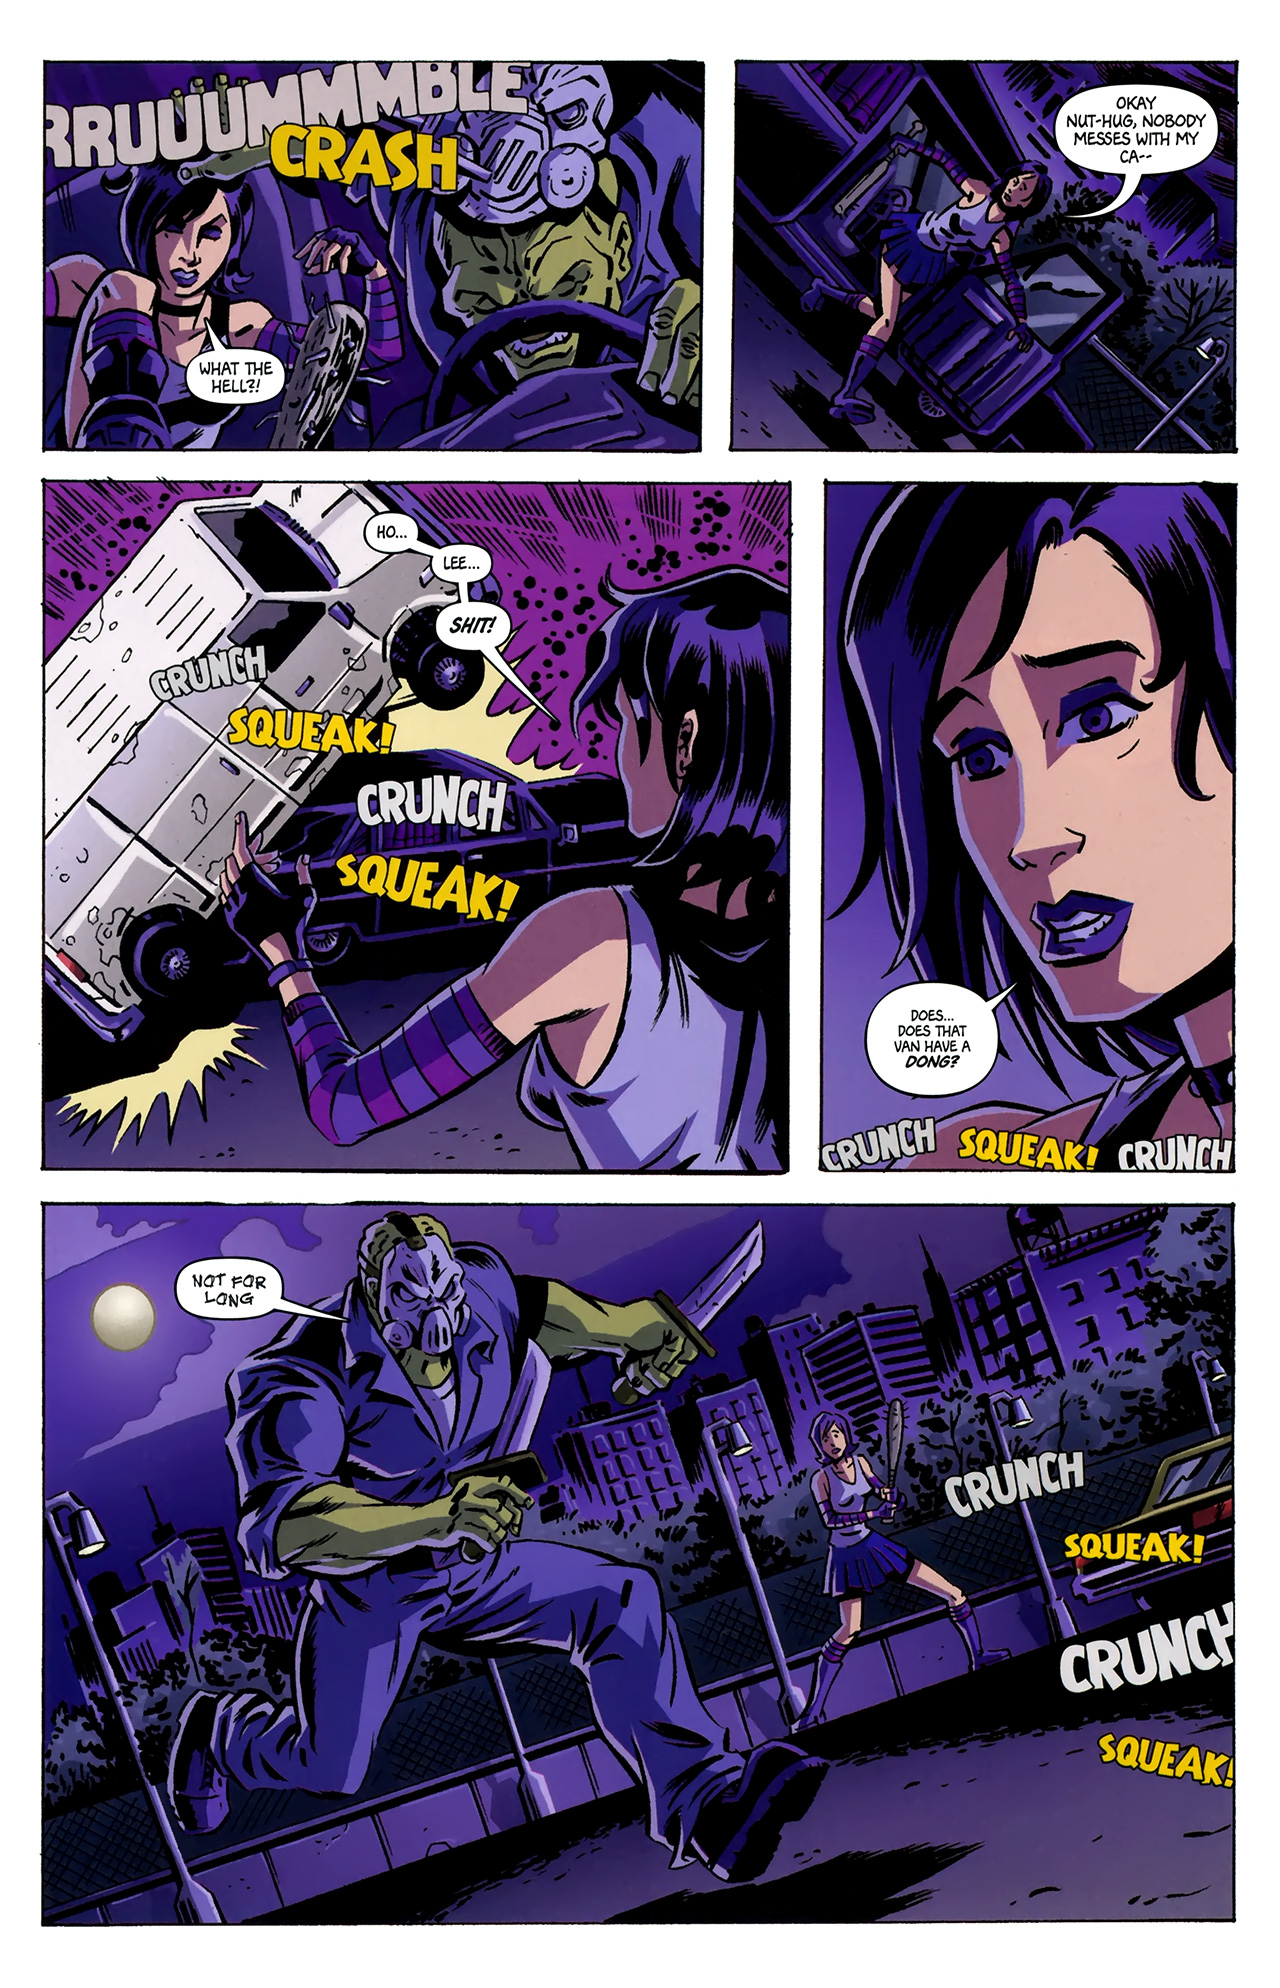 RRUUUMMMMBLE
CRASH
WHAT THE
HELL?!
OKAY
NUT-HUG, NOBODY
MESSES WITH MY
CA--
HO...
LEE...
SHIT!
CRUNCH
SQUEAK!
CRUNCH
SQUEAK!
DOES...
DOES THAT
VAN HAVE A
DONG?
CRUNCH SQUEAK! CRUNCH
NOT FOR
LONG
CRUNCH
SQUEAK!
CRUNCH
SQUEAK!